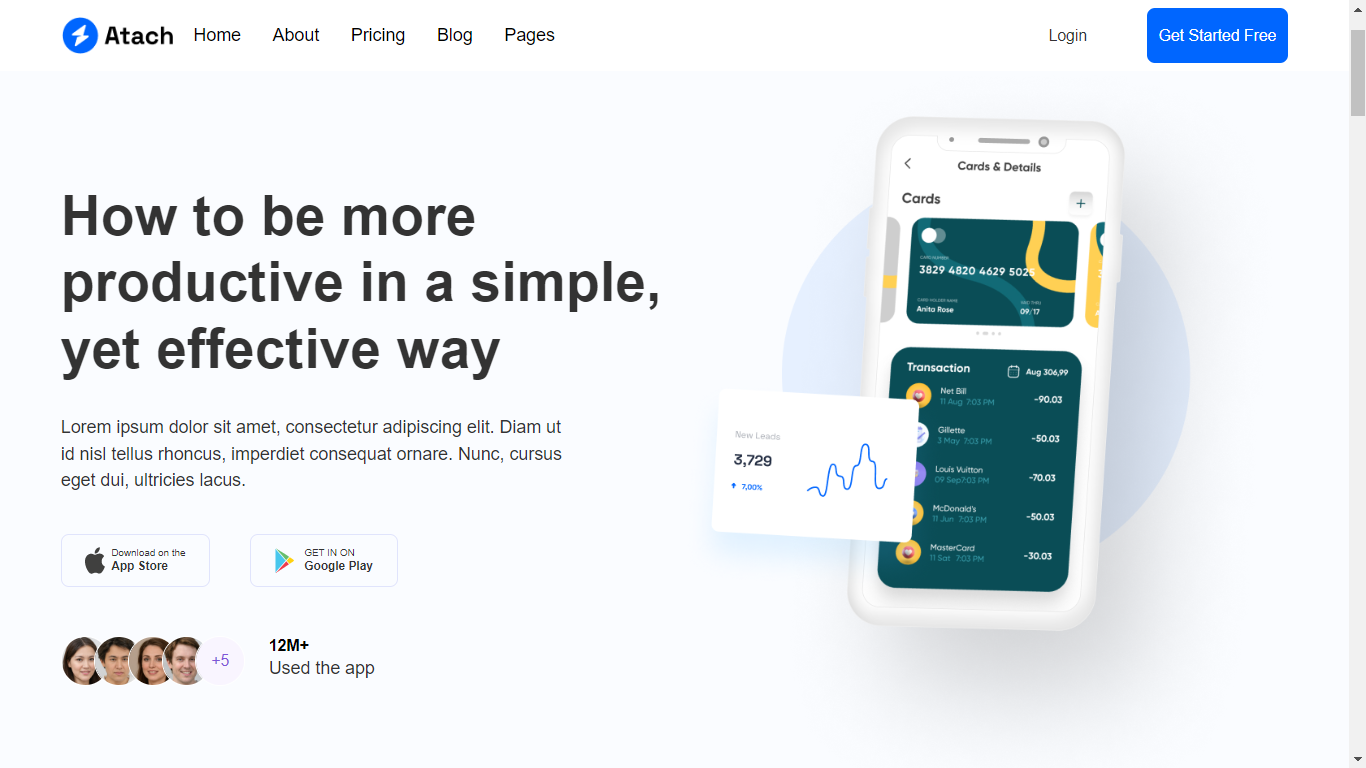 Atach
Home
About
Pricing
Blog
Pages
Login
Get Started Free
How to be more
productive in a simple,
yet effective way
Lorem ipsum dolor sit amet, consectetur adipiscing elit. Diam ut
id nisl tellus rhoncus, imperdiet consequat ornare. Nunc, cursus
eget dui, ultricies lacus.
Download on the
App Store
GET IN ON
Google Play
+5
12M+
Used the app
Cards & Details
Cards
+
CARD NUMBER
3829 4820 4629 5025
CARD HOLDER NAME
Anita Rose
09/17
Transaction
Aug 306,99
Net Bill
11 Aug 7:03 PM
-90.03
Gillette
3 May 7:03 PM
-50.03
Louis Vuitton
09 Sep7:03 PM
-70.03
McDonald's
11 Jun 7:03 PM
-50.03
MasterCard
11 Sat 7:03 PM
-30.03
New Leads
3,729
7,00%